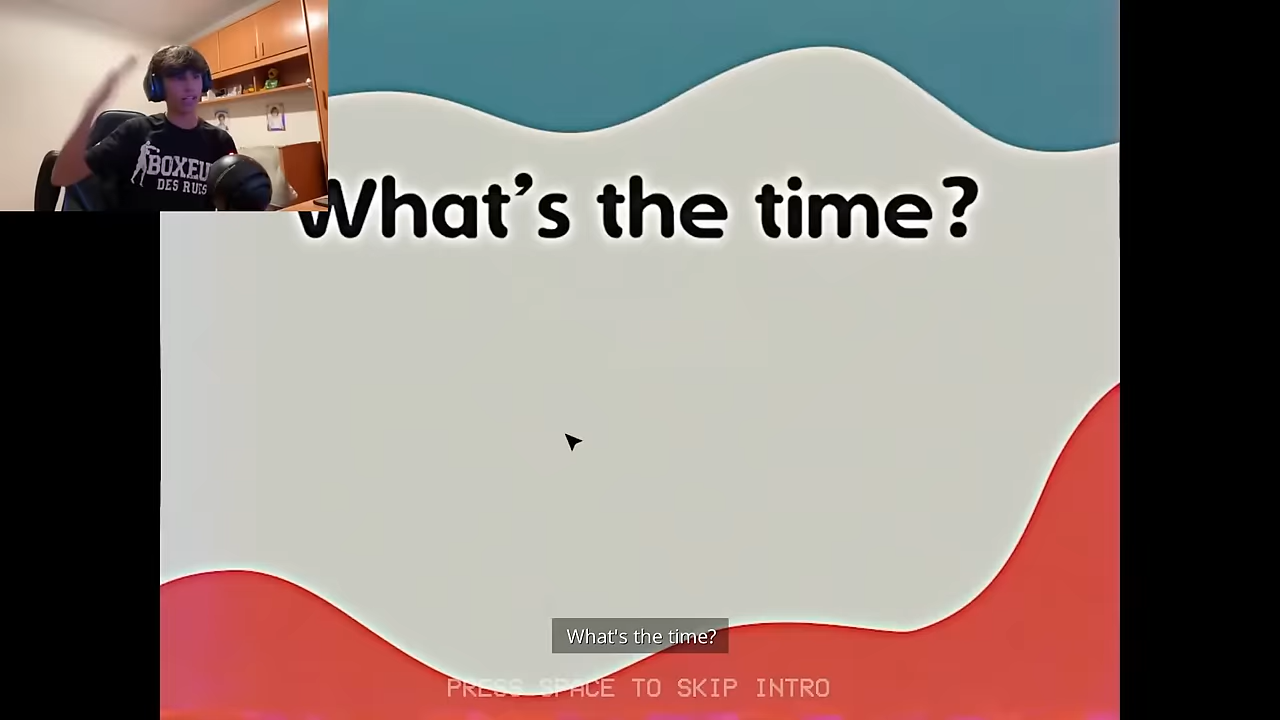 BOXEU
DES RUES
What's the time?
What's the time?
PRESS SPACE TO SKIP INTRO